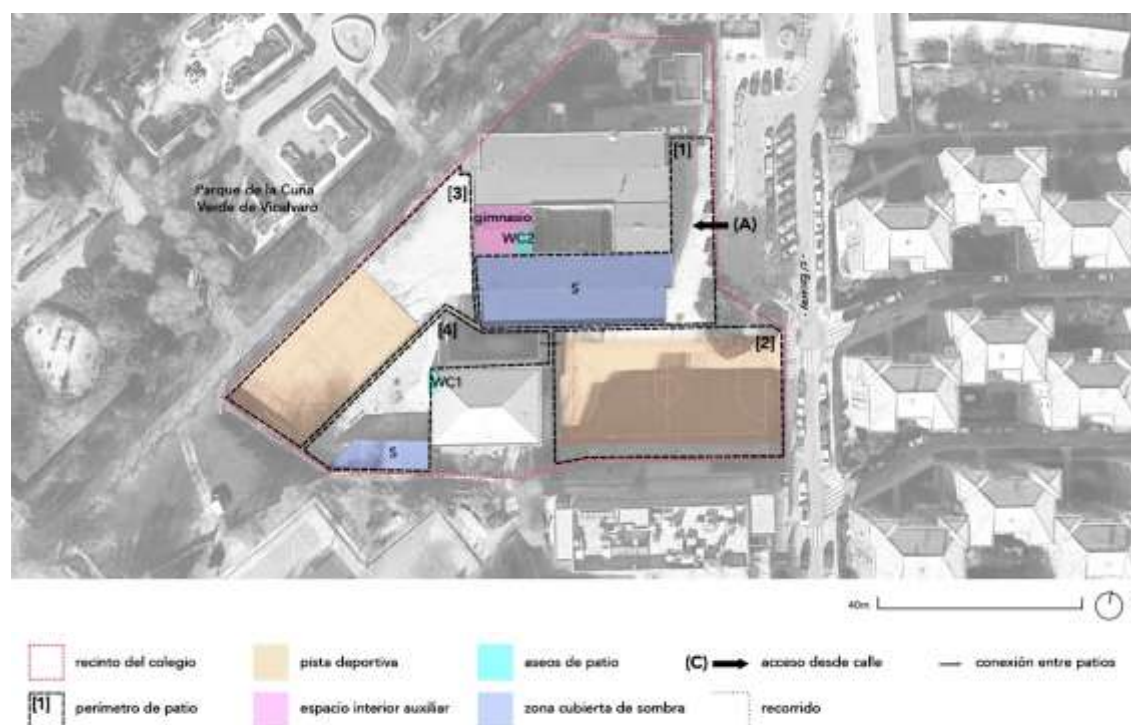 [1]
[3]
Parque de la Cuña
Verde de Vicalvaro
gimnasio
WC2
(A)
S
[4]
[2]
WC1
S
40m
recinto del colegio
pista deportiva
aseos de patio
(C)
acceso desde calle
conexión entre patios
[1]
perímetro de patio
espacio interior auxiliar
zona cubierta de sombra
recorrido